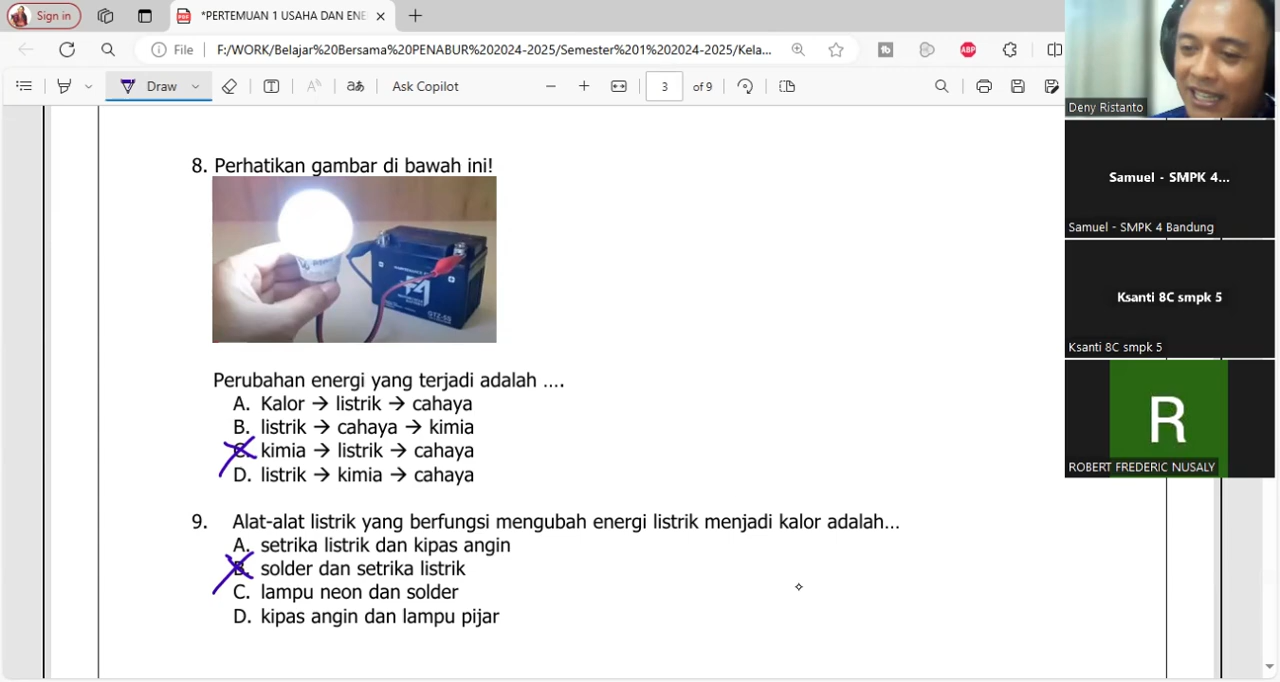 Sign in
*PERTEMUAN 1 USAHA DAN ENE
File
F:/WORK/Belajar%20Bersama%20PENABUR%202024-2025/Semester%201%202024-2025/Kela...
ABP
Draw
Ask Copilot
3 of 9
Deny Ristanto
8. Perhatikan gambar di bawah ini!
GTZ-6S
Perubahan energi yang terjadi adalah ....
A. Kalor → listrik → cahaya
B. listrik → cahaya → kimia
C. kimia → listrik → cahaya
D. listrik → kimia → cahaya
9. Alat-alat listrik yang berfungsi mengubah energi listrik menjadi kalor adalah...
A. setrika listrik dan kipas angin
B. solder dan setrika listrik
C. lampu neon dan solder
D. kipas angin dan lampu pijar
Samuel - SMPK 4...
Samuel - SMPK 4 Bandung
Ksanti 8C smpk 5
Ksanti 8C smpk 5
R
ROBERT FREDERIC NUSALY